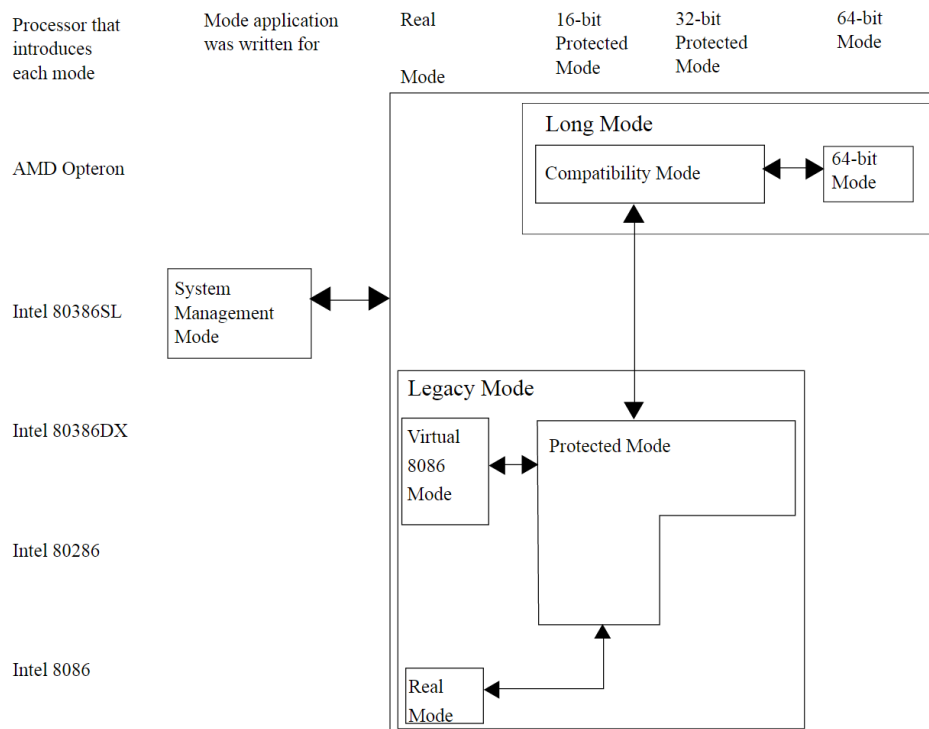 Processor that
introduces
each mode
Mode application
was written for
Real
Mode
16-bit
Protected
Mode
32-bit
Protected
Mode
64-bit
Mode
Long Mode
AMD Opteron
Compatibility Mode
64-bit
Mode
System
Management
Mode
Intel 80386SL
Legacy Mode
Intel 80386DX
Virtual
8086
Mode
Protected Mode
Intel 80286
Intel 8086
Real
Mode